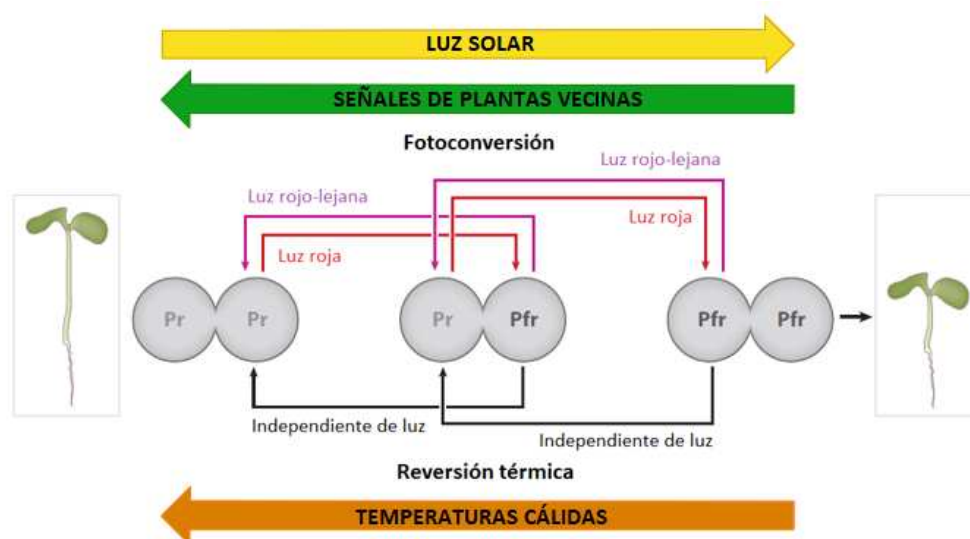 LUZ SOLAR
SEÑALES DE PLANTAS VECINAS
Fotoconversión
Luz rojo-lejana
Luz rojo-lejana
Luz roja
Luz roja
Pr Pr
Pr Pfr
Pfr Pfr
Independiente de luz
Independiente de luz
Reversión térmica
TEMPERATURAS CÁLIDAS